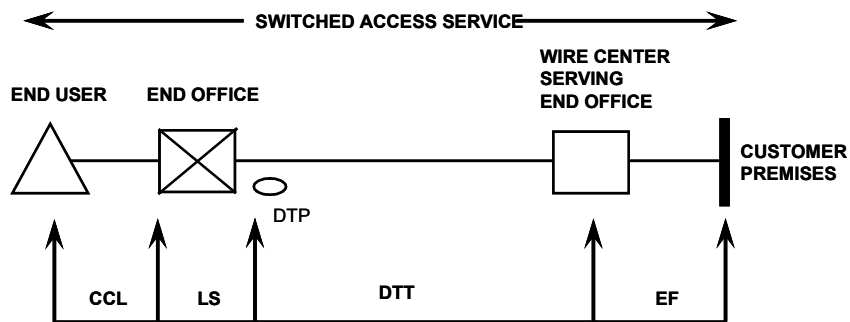 SWITCHED ACCESS SERVICE
WIRE CENTER
SERVING
END OFFICE
END USER
END OFFICE
CUSTOMER
PREMISES
DTP
CCL
LS
DTT
EF